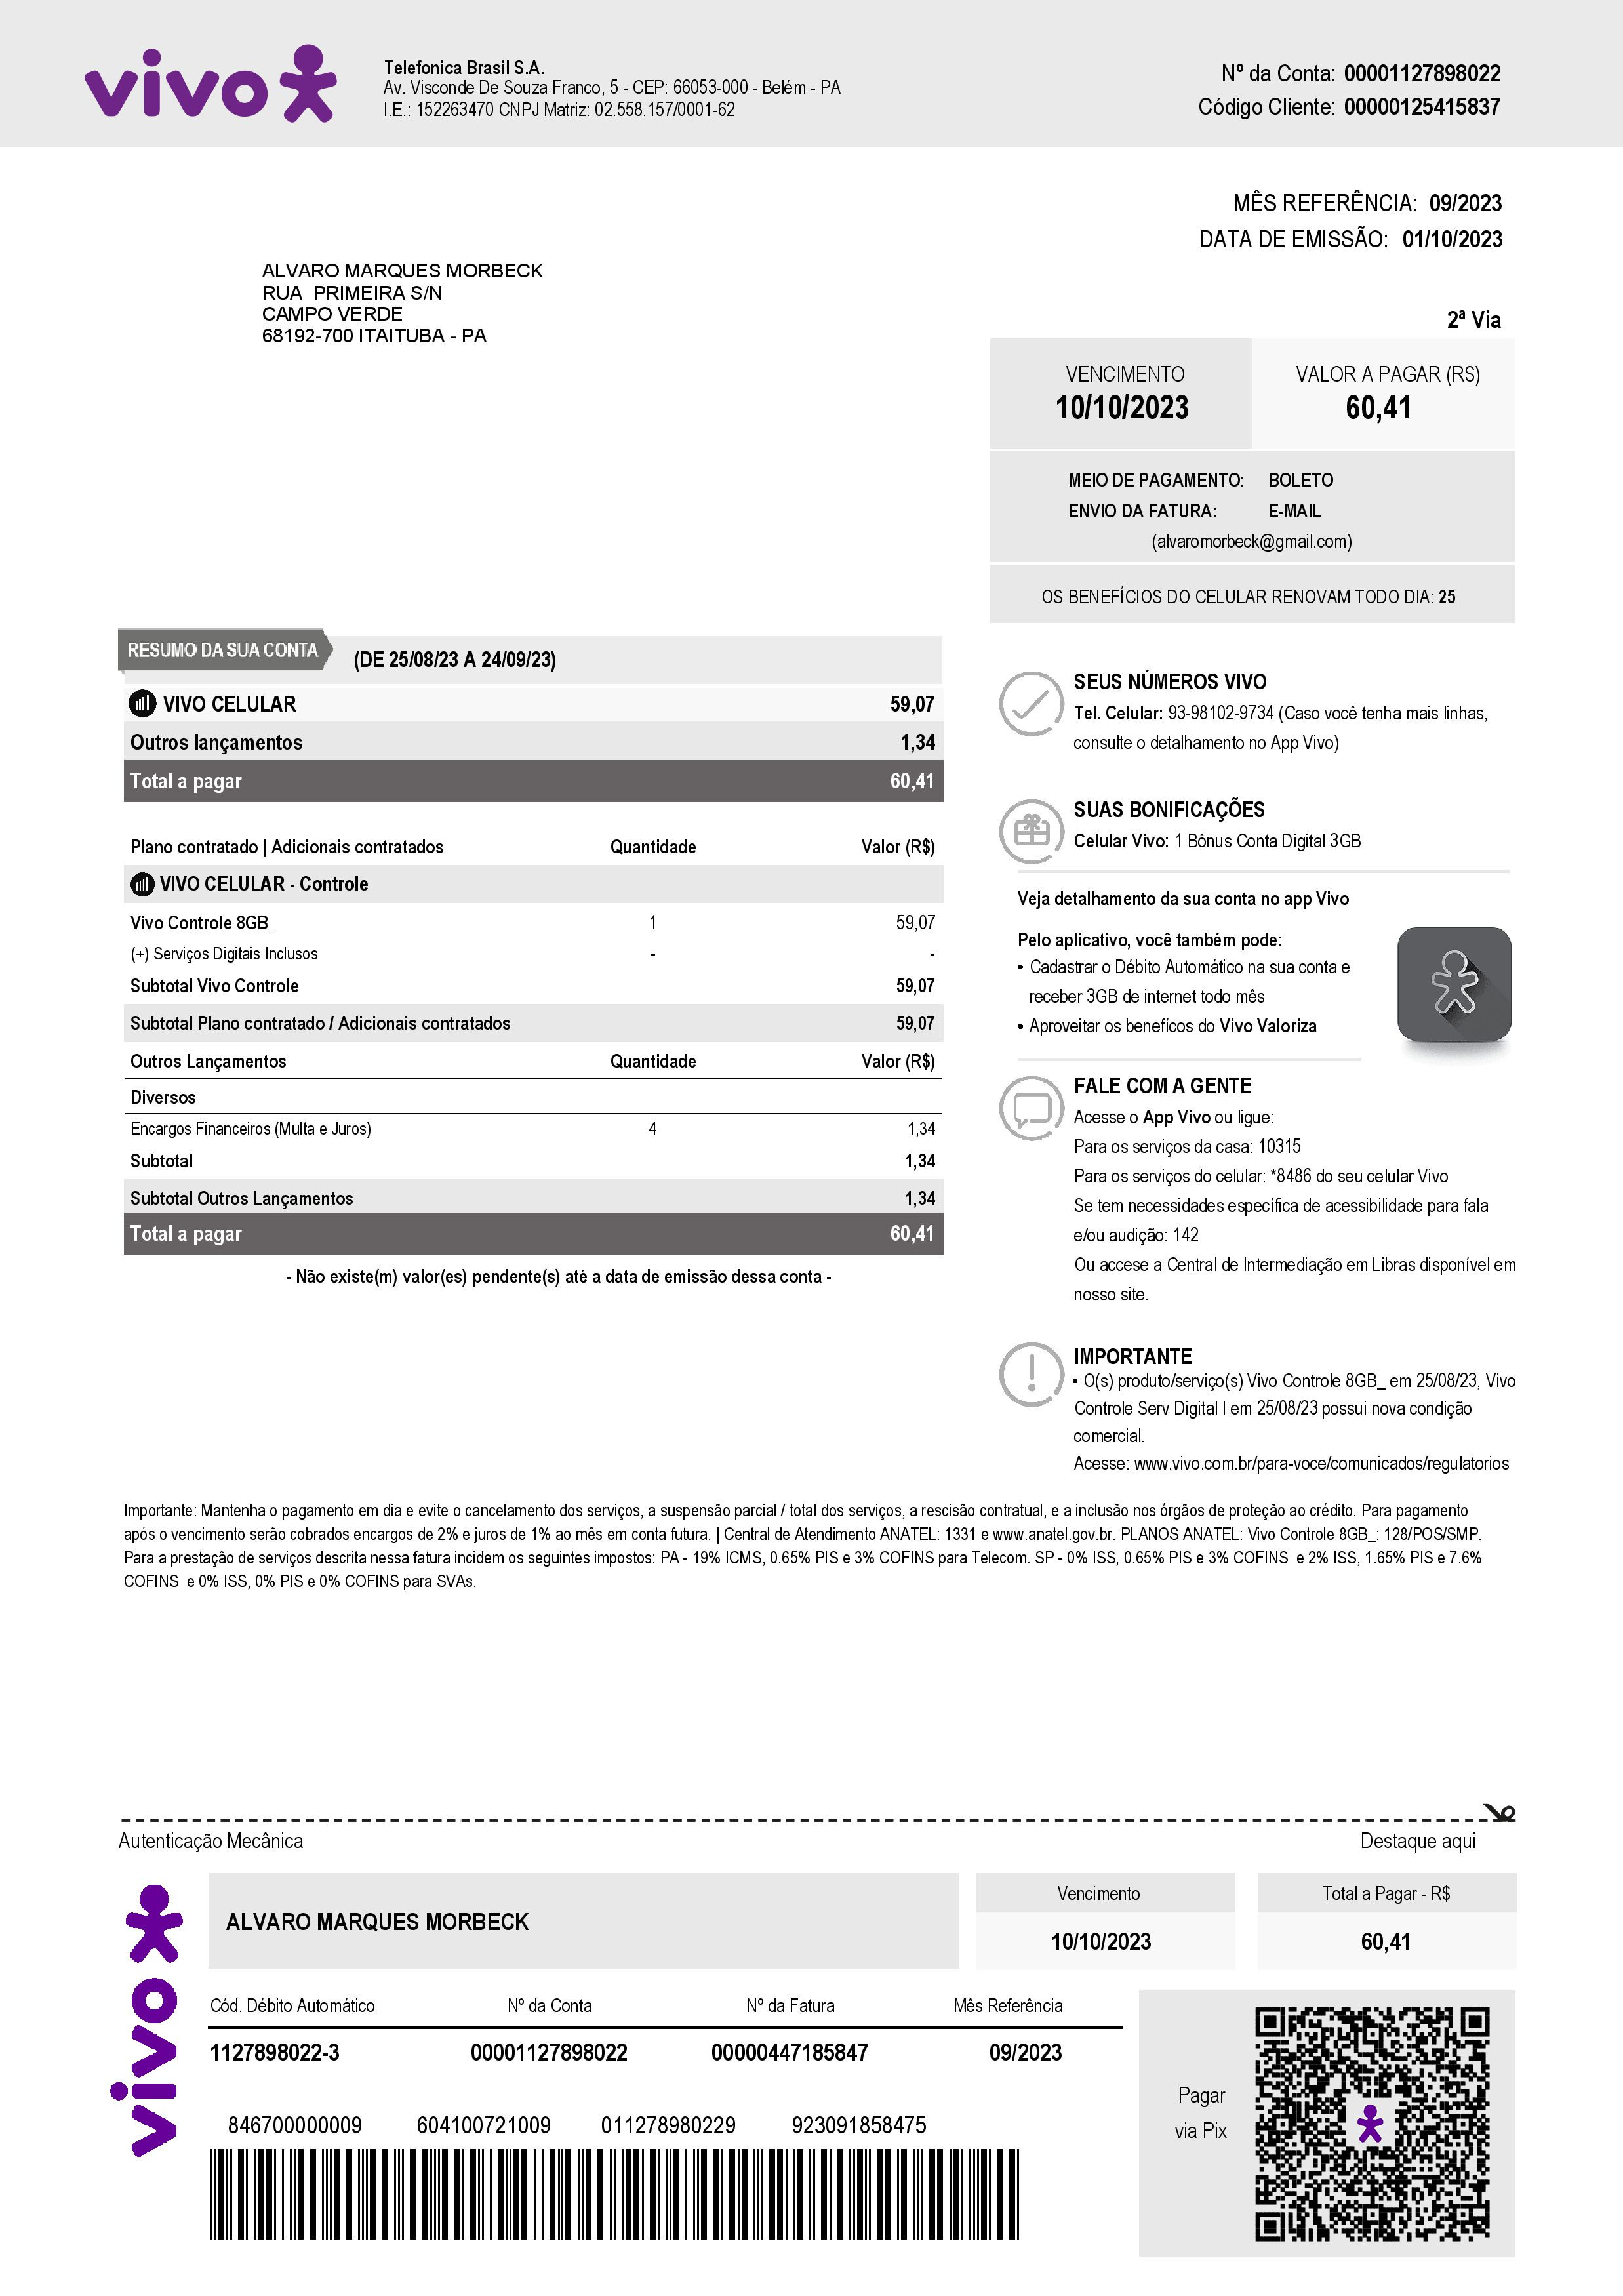 vivo
Telefonica Brasil S.A.
Av. Visconde De Souza Franco, 5 - CEP: 66053-000 - Belém - PA
I.E.: 152263470 CNPJ Matriz: 02.558.157/0001-62
Nº da Conta: 00001127898022
Código Cliente: 00000125415837
MÊS REFERÊNCIA: 09/2023
DATA DE EMISSÃO: 01/10/2023
ALVARO MARQUES MORBECK
RUA PRIMEIRA S/N
CAMPO VERDE
68192-700 ITAITUBA - PA
2ª Via
VENCIMENTO VALOR A PAGAR (R$)
10/10/2023 60,41
MEIO DE PAGAMENTO: BOLETO
ENVIO DA FATURA: E-MAIL
(alvaromorbeck@gmail.com)
OS BENEFÍCIOS DO CELULAR RENOVAM TODO DIA: 25
RESUMO DA SUA CONTA (DE 25/08/23 A 24/09/23)
VIVO CELULAR 59,07
Outros lançamentos 1,34
Total a pagar 60,41
Plano contratado | Adicionais contratados Quantidade Valor (R$)
VIVO CELULAR - Controle
Vivo Controle 8GB_ 1 59,07
(+) Serviços Digitais Inclusos - -
Subtotal Vivo Controle 59,07
Subtotal Plano contratado / Adicionais contratados 59,07
Outros Lançamentos Quantidade Valor (R$)
Diversos
Encargos Financeiros (Multa e Juros) 4 1,34
Subtotal 1,34
Subtotal Outros Lançamentos 1,34
Total a pagar 60,41
- Não existe(m) valor(es) pendente(s) até a data de emissão dessa conta -
SEUS NÚMEROS VIVO
Tel. Celular: 93-98102-9734 (Caso você tenha mais linhas,
consulte o detalhamento no App Vivo)
SUAS BONIFICAÇÕES
Celular Vivo: 1 Bônus Conta Digital 3GB
Veja detalhamento da sua conta no app Vivo
Pelo aplicativo, você também pode:
• Cadastrar o Débito Automático na sua conta e
receber 3GB de internet todo mês
• Aproveitar os benefícos do Vivo Valoriza
FALE COM A GENTE
Acesse o App Vivo ou ligue:
Para os serviços da casa: 10315
Para os serviços do celular: *8486 do seu celular Vivo
Se tem necessidades específica de acessibilidade para fala
e/ou audição: 142
Ou accese a Central de Intermediação em Libras disponível em
nosso site.
IMPORTANTE
• O(s) produto/serviço(s) Vivo Controle 8GB_ em 25/08/23, Vivo
Controle Serv Digital I em 25/08/23 possui nova condição
comercial.
Acesse: www.vivo.com.br/para-voce/comunicados/regulatorios
Importante: Mantenha o pagamento em dia e evite o cancelamento dos serviços, a suspensão parcial / total dos serviços, a rescisão contratual, e a inclusão nos órgãos de proteção ao crédito. Para pagamento
após o vencimento serão cobrados encargos de 2% e juros de 1% ao mês em conta futura. | Central de Atendimento ANATEL: 1331 e www.anatel.gov.br. PLANOS ANATEL: Vivo Controle 8GB_: 128/POS/SMP.
Para a prestação de serviços descrita nessa fatura incidem os seguintes impostos: PA - 19% ICMS, 0.65% PIS e 3% COFINS para Telecom. SP - 0% ISS, 0.65% PIS e 3% COFINS e 2% ISS, 1.65% PIS e 7.6%
COFINS e 0% ISS, 0% PIS e 0% COFINS para SVAs.
Autenticação Mecânica Destaque aqui
vivo
ALVARO MARQUES MORBECK
Vencimento Total a Pagar - R$
10/10/2023 60,41
Cód. Débito Automático Nº da Conta Nº da Fatura Mês Referência
1127898022-3 00001127898022 00000447185847 09/2023
846700000009 604100721009 011278980229 923091858475
Pagar
via Pix